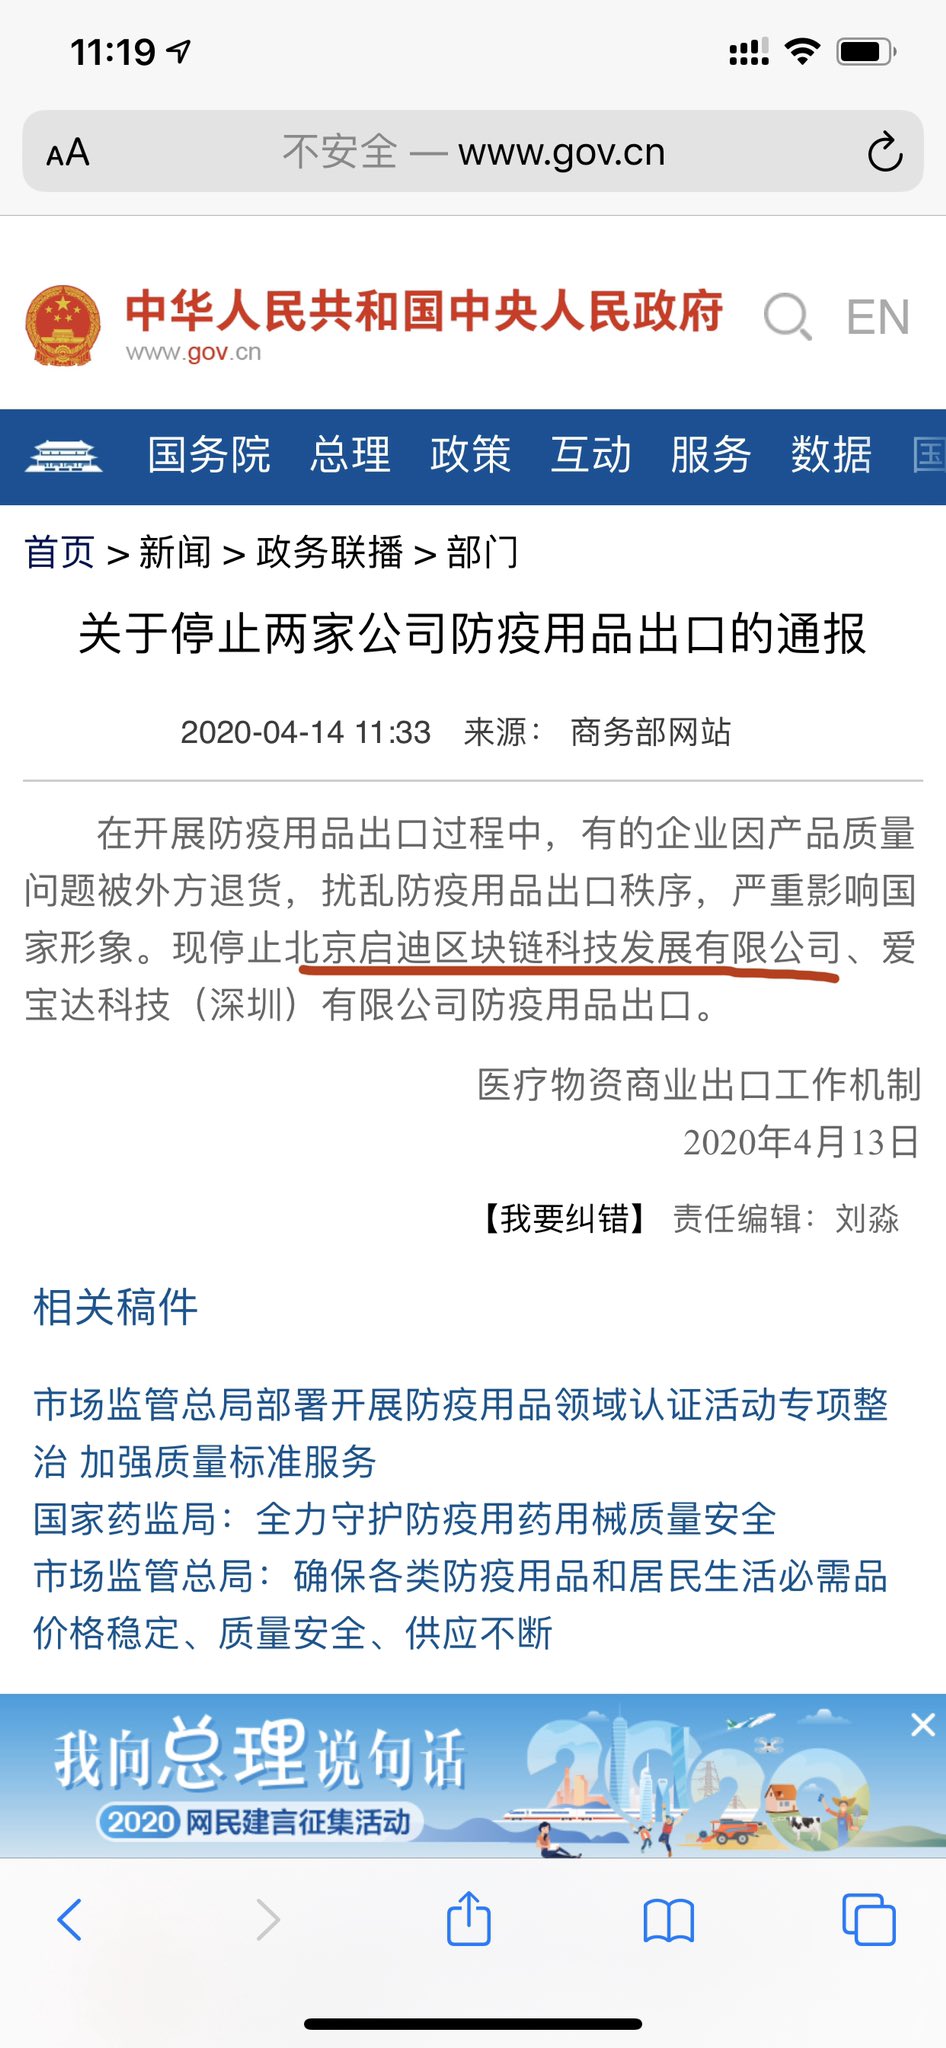 11:19
AA 不安全 — www.gov.cn
中华人民共和国中央人民政府
www.gov.cn
EN
国务院 总理 政策 互动 服务 数据 国
首页 > 新闻 > 政务联播 > 部门
关于停止两家公司防疫用品出口的通报
2020-04-14 11:33 来源： 商务部网站
在开展防疫用品出口过程中，有的企业因产品质量
问题被外方退货，扰乱防疫用品出口秩序，严重影响国
家形象。现停止北京启迪区块链科技发展有限公司、爱
宝达科技（深圳）有限公司防疫用品出口。
医疗物资商业出口工作机制
2020年4月13日
【我要纠错】 责任编辑：刘淼
相关稿件
市场监管总局部署开展防疫用品领域认证活动专项整
治 加强质量标准服务
国家药监局：全力守护防疫用药用械质量安全
市场监管总局：确保各类防疫用品和居民生活必需品
价格稳定、质量安全、供应不断
我向总理说句话
2020 网民建言征集活动
2020